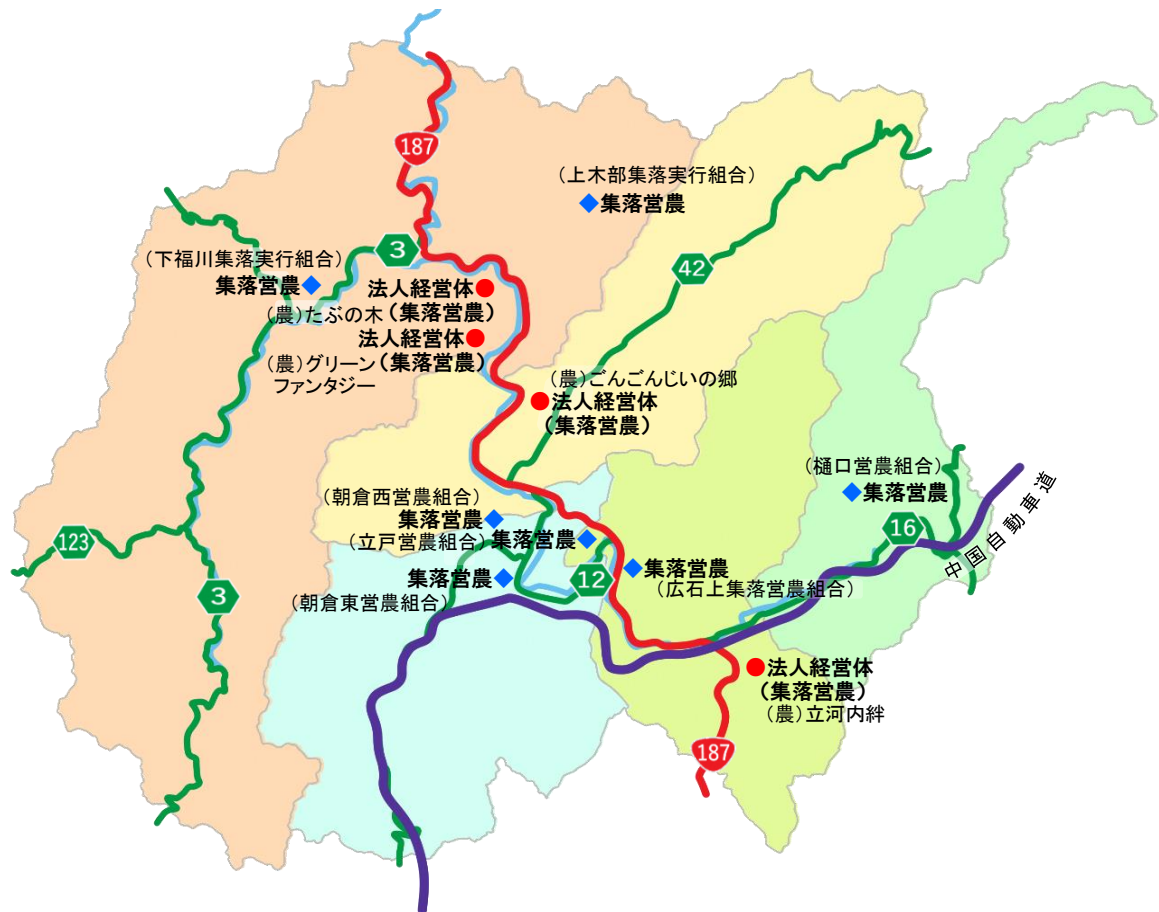 187
(上木部集落実行組合)
集落営農
3
(下福川集落実行組合)
集落営農
42
法人経営体
(農)たぶの木(集落営農)
法人経営体
(農)グリーン(集落営農)
ファンタジー
(農)ごんごんじいの郷
法人経営体
(集落営農)
(樋口営農組合)
集落営農
(朝倉西営農組合)
集落営農
16
中国自動車道
123
(立戸営農組合)集落営農
集落営農
(広石上集落営農組合)
集落営農
(朝倉東営農組合)
12
3
法人経営体
(集落営農)
(農)立河内絆
187